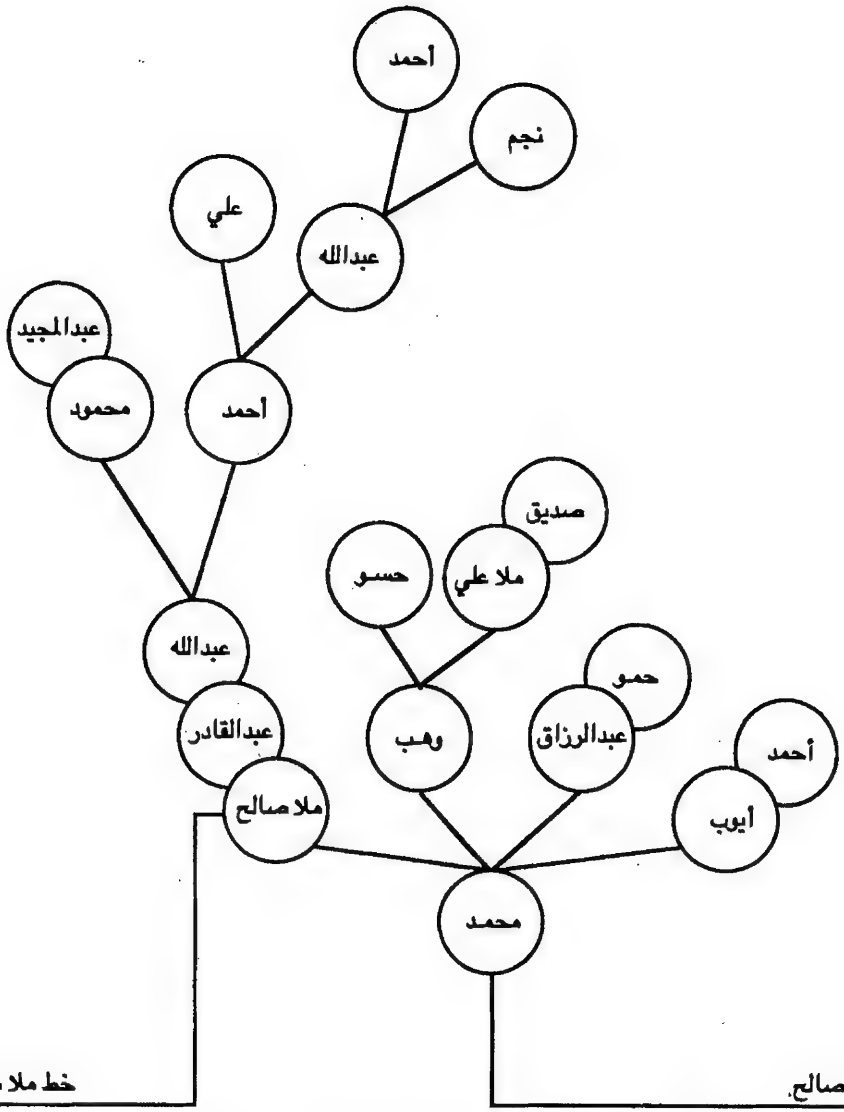 أحمد
نجم
علي
عبدالله
عبدالمجيد
محمود
أحمد
صديق
حسو
ملا علي
عبدالله
حمو
عبدالقادر
وهب
عبدالرزاق
أحمد
ملا صالح
أيوب
محمد
صالح.
خط ملا